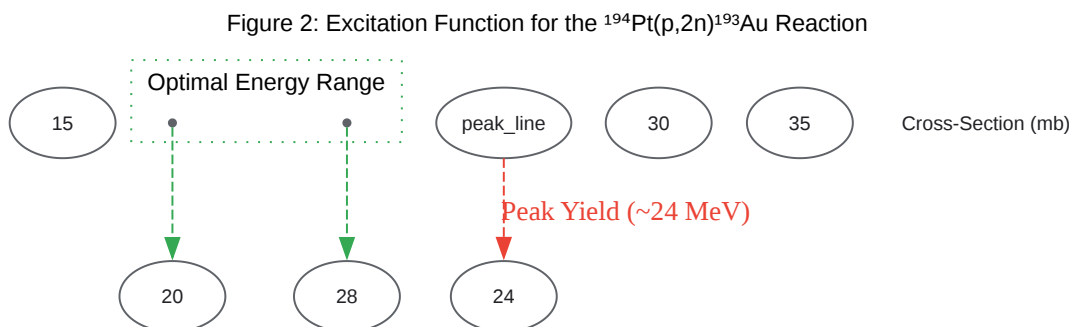 Figure 2: Excitation Function for the ¹⁹⁴Pt(p,2n)¹⁹³Au Reaction
Optimal Energy Range
15
peak_line
30
35
Cross-Section (mb)
Peak Yield (~24 MeV)
20
28
24